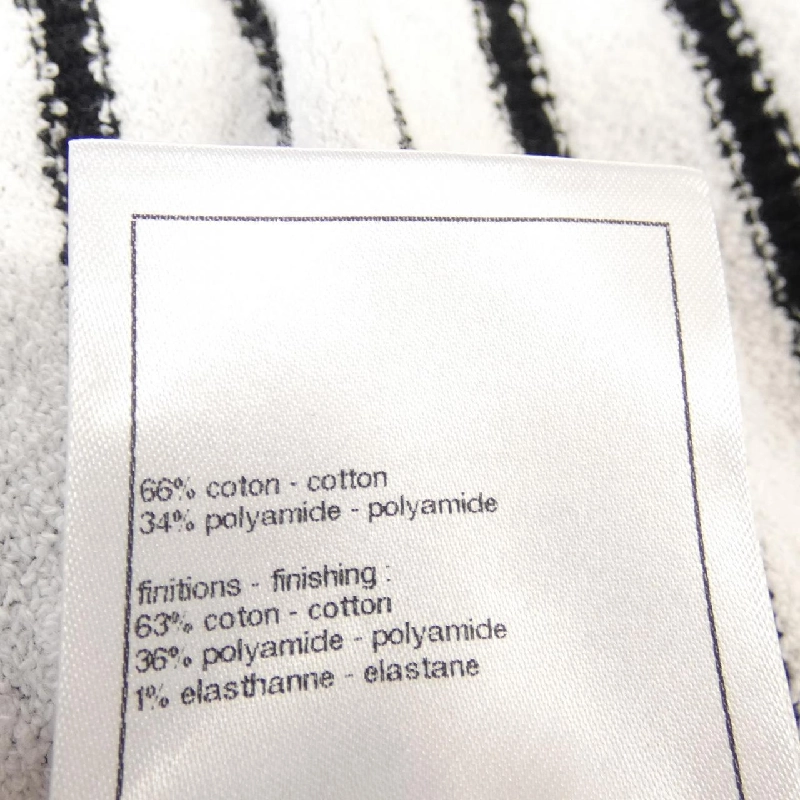 66% coton - cotton
34% polyamide - polyamide
finitions - finishing :
63% coton - cotton
36% polyamide - polyamide
1% elasthanne - elastane